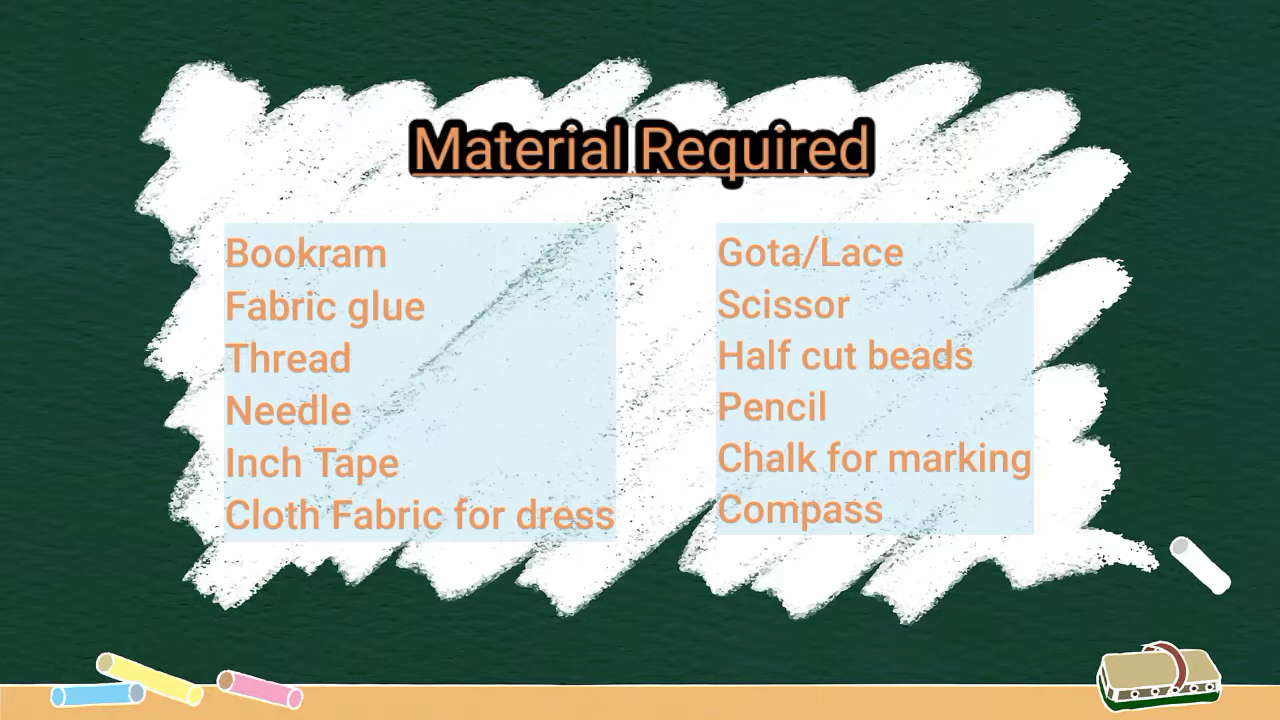 Material Required
Bookram
Fabric glue
Thread
Needle
Inch Tape
Cloth Fabric for dress
Gota/Lace
Scissor
Half cut beads
Pencil
Chalk for marking
Compass